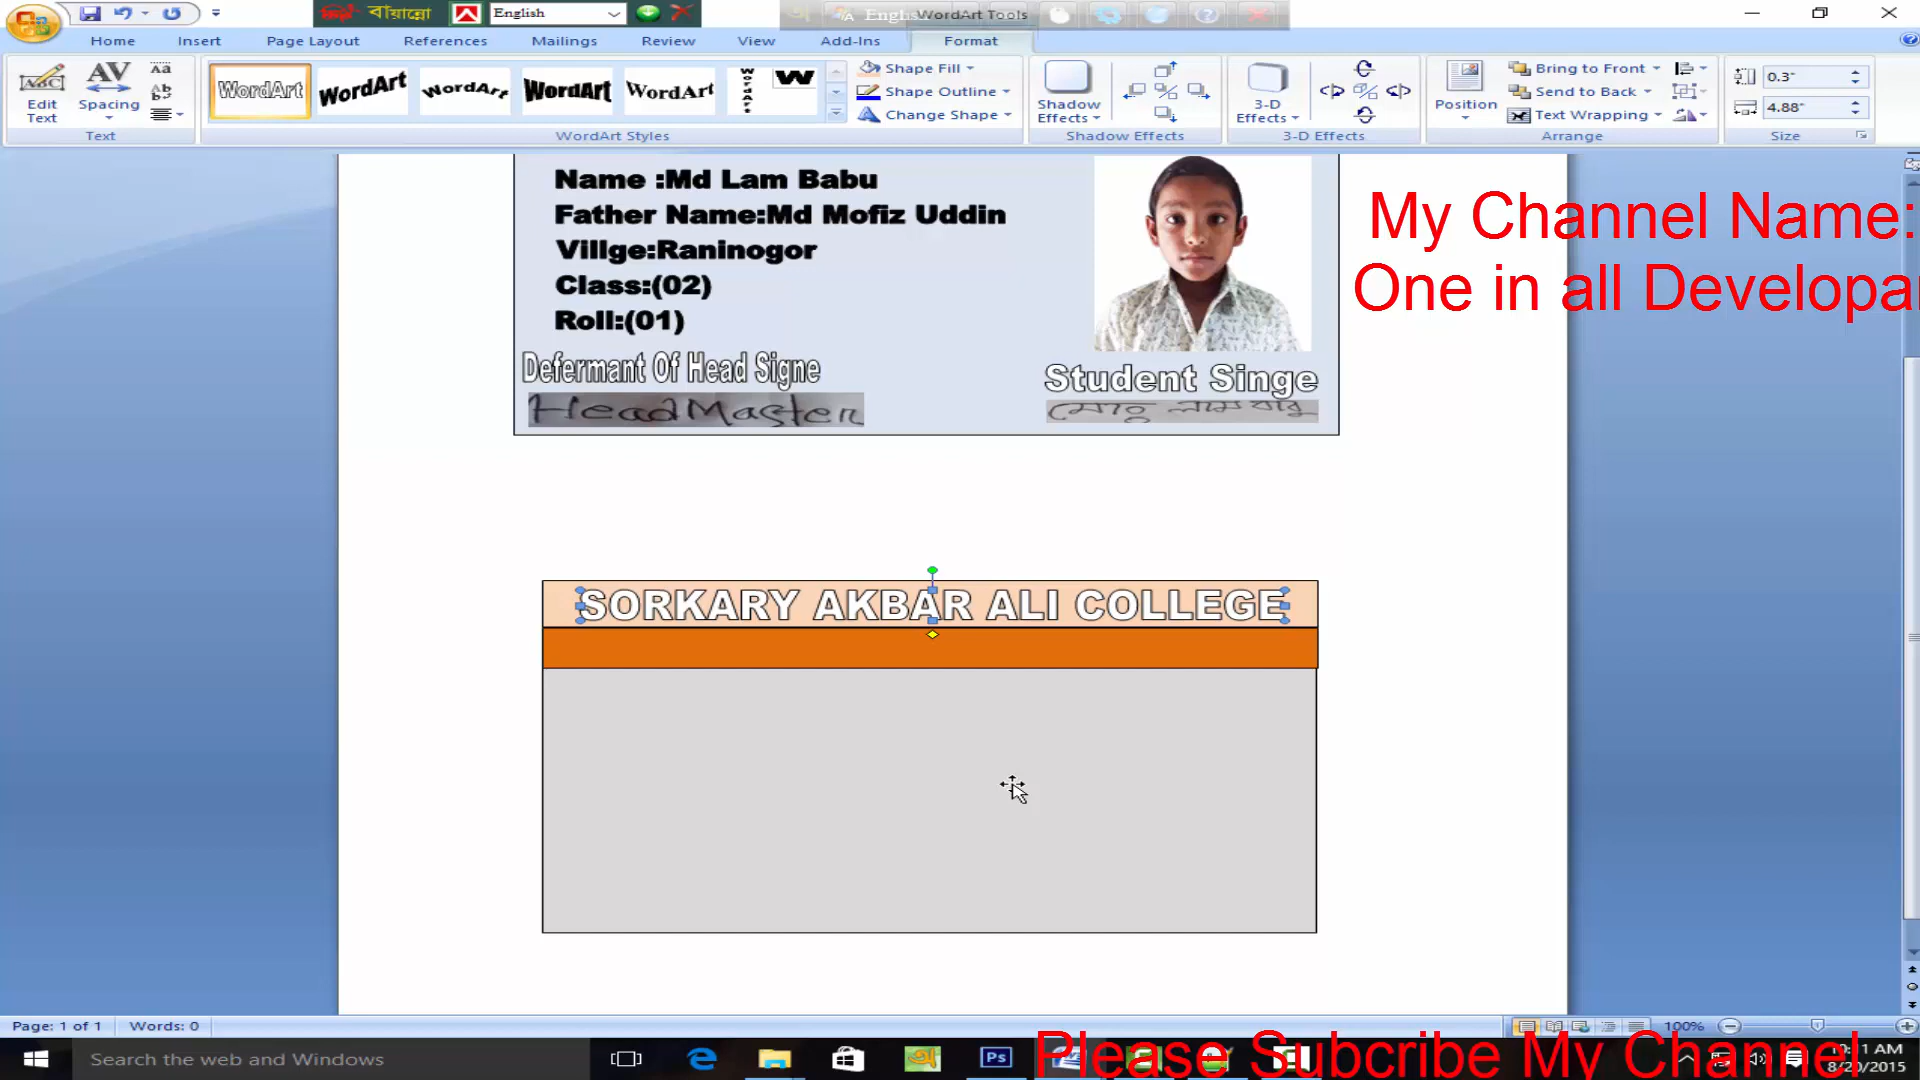 বায়ান্নো
English
WordArt Tools
Home
Insert
Page Layout
References
Mailings
Review
View
Add-Ins
Format
Edit Text
Spacing
WordArt
WordArt
WordArt
WordArt
WordArt
WordArt
W
Shape Fill
Shape Outline
Change Shape
Shadow Effects
3-D Effects
Position
Bring to Front
Send to Back
Text Wrapping
0.3"
4.88"
Text
WordArt Styles
Shadow Effects
3-D Effects
Arrange
Size
Name :Md Lam Babu
Father Name:Md Mofiz Uddin
Villge:Raninogor
Class:(02)
Roll:(01)
Defermant Of Head Signe
Student Singe
HeadMaster
মোঃ লাম বাবু
My Channel Name:
One in all Developa
SORKARY AKBAR ALI COLLEGE
Page: 1 of 1
Words: 0
100%
Search the web and Windows
Ps
Please Subcribe My Channel
8/20/2015